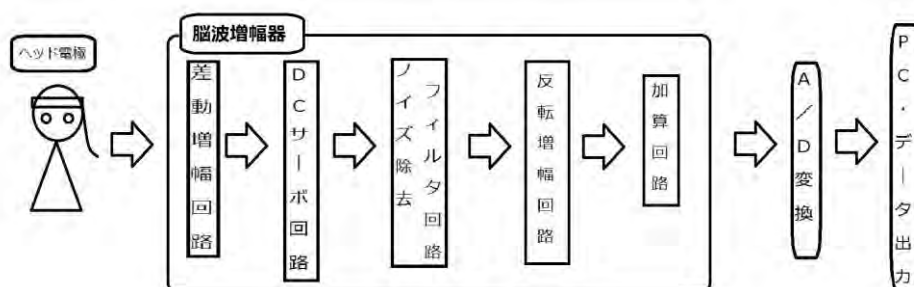 脳波増幅器
ヘッド電極
差動増幅回路
DCサーボ回路
ノイズ除去
フィルタ回路
反転増幅回路
加算回路
A/D変換
PC・データ出力